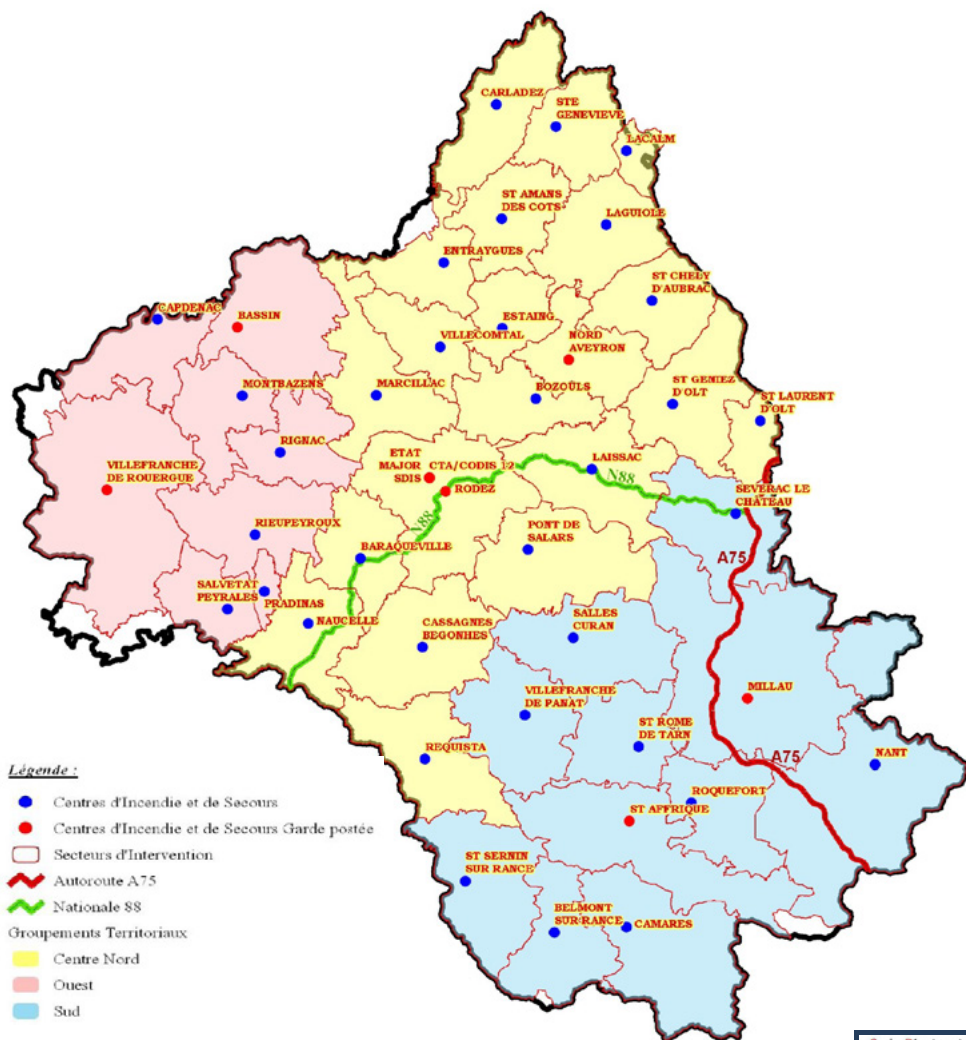 CARLADEZ
STE
GENEVIEVE
LACALM
ST AMANS
DES COTS
LAGUIOLE
ENTRAYGUES
ST CHELY
D'AUBRAC
CAPDENAC
BASSIN
ESTAING
VILLECOMTAL
NORD
AVEYRON
MONTBAZENS
MARCILLAC
BOZOULS
ST GENIEZ
D'OLT
ST LAURENT
D'OLT
RIGNAC
ETAT
MAJOR
SDIS
CTA/CODIS 12
LAISSAC
VILLEFRANCHE
DE ROUERGUE
RODEZ
N88
SEVERAC LE
CHÂTEAU
N88
RIEUPEYROUX
PONT DE
SALARS
BARAQUEVILLE
A75
SALVETAT
PEYRALES
PRADINAS
NAUCELLE
CASSAGNES
BEGONHES
SALLES
CURAN
VILLEFRANCHE
DE PANAT
MILLAU
ST ROME
DE TARN
REQUISTA
A75
NANT
ROQUEFORT
ST AFFRIQUE
ST SERNIN
SUR RANCE
BELMONT
SUR RANCE
CAMARES
Légende :
Centres d'Incendie et de Secours
Centres d'Incendie et de Secours Garde postée
Secteurs d'Intervention
Autoroute A75
Nationale 88
Groupements Territoriaux
Centre Nord
Ouest
Sud